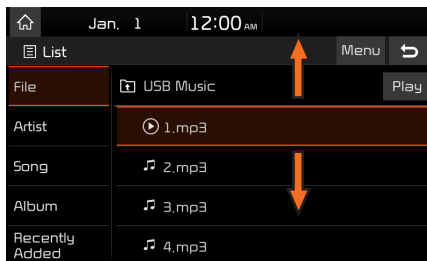 Jan. 1 12:00 AM
List Menu
File USB Music Play
Artist 1.mp3
Song 2.mp3
Album 3.mp3
Recently Added 4.mp3